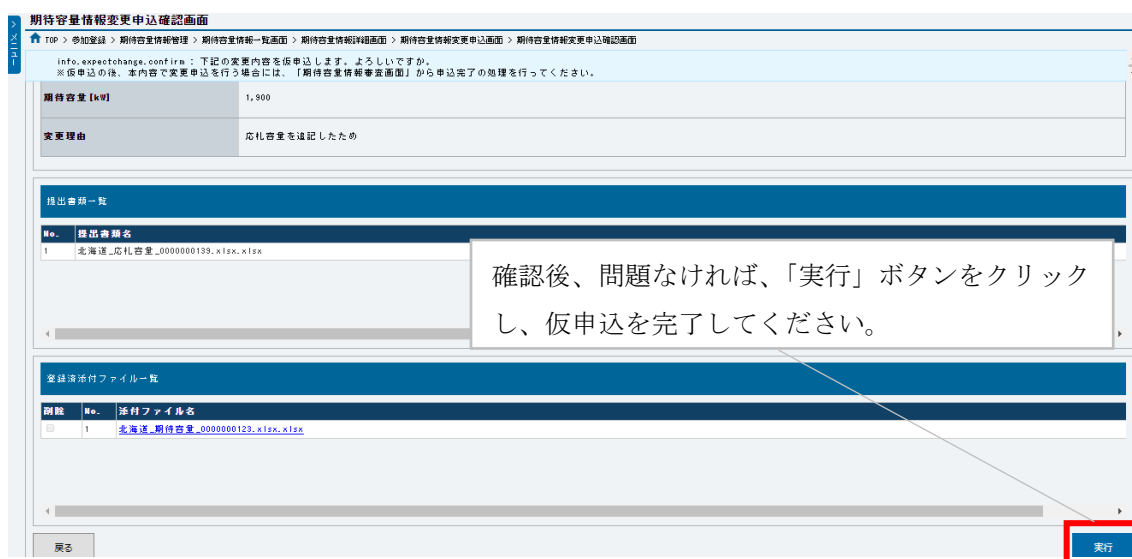 期待容量情報変更申込確認画面
メニュー
TOP > 参加登録 > 期待容量情報管理 > 期待容量情報一覧画面 > 期待容量情報詳細画面 > 期待容量情報変更申込画面 > 期待容量情報変更申込確認画面
info.expectchange.confirm : 下記の変更内容を仮申込します。よろしいですか。
※仮申込の後、本内容で変更申込を行う場合には、「期待容量情報審査画面」から申込完了の処理を行ってください。
期待容量[kW] 1,900
変更理由 応札容量を追記したため
提出書類一覧
No. 提出書類名
1 北海道_応札容量_0000000139.xlsx.xlsx
確認後、問題なければ、「実行」ボタンをクリック
し、仮申込を完了してください。
登録済添付ファイル一覧
削除 No. 添付ファイル名
1 北海道_期待容量_0000000123.xlsx.xlsx
戻る 実行